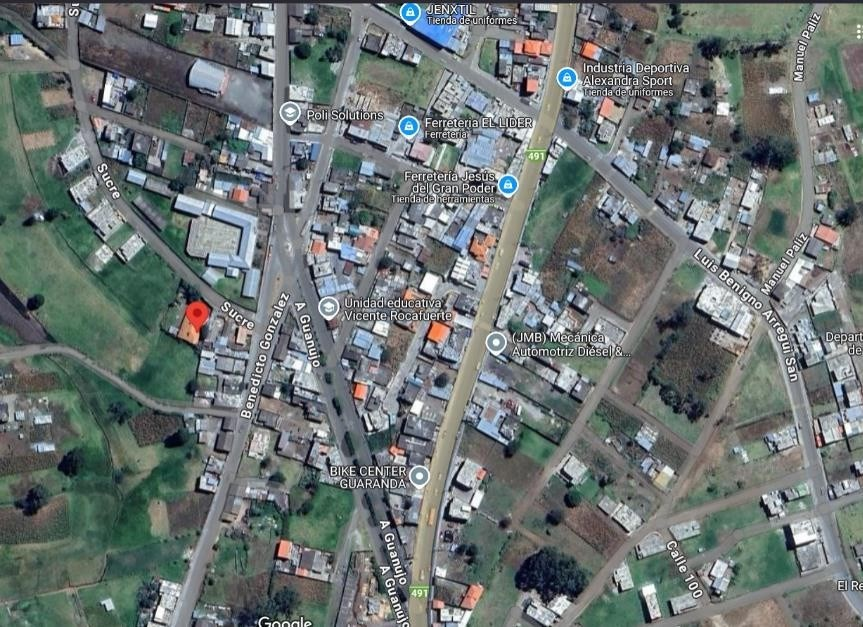 Su
JENXTIL
Tienda de uniformes
Manuel Paliz
Industria Deportiva
Alexandra Sport
Tienda de uniformes
Poli Solutions
Ferreteria EL LIDER
Ferretería
491
Sucre
Ferretería Jesús
del Gran Poder
Tienda de herramientas
Manuel Paliz
Luis Benigno Arregui San
Sucre
Benedicto Gonzalez
A Guanujo
Unidad educativa
Vicente Rocafuerte
(JMB) Mecánica
Automotriz Diésel &...
Depart
de
BIKE CENTER
GUARANDA
A Guanujo
Calle 100
A Guanujo
491
El Re
Google